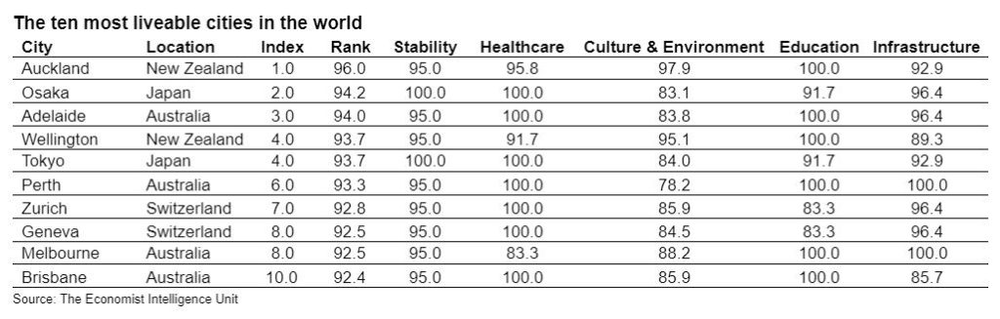 The ten most liveable cities in the world
City Location Index Rank Stability Healthcare Culture & Environment Education Infrastructure
Auckland New Zealand 1.0 96.0 95.0 95.8 97.9 100.0 92.9
Osaka Japan 2.0 94.2 100.0 100.0 83.1 91.7 96.4
Adelaide Australia 3.0 94.0 95.0 100.0 83.8 100.0 96.4
Wellington New Zealand 4.0 93.7 95.0 91.7 95.1 100.0 89.3
Tokyo Japan 4.0 93.7 100.0 100.0 84.0 91.7 92.9
Perth Australia 6.0 93.3 95.0 100.0 78.2 100.0 100.0
Zurich Switzerland 7.0 92.8 95.0 100.0 85.9 83.3 96.4
Geneva Switzerland 8.0 92.5 95.0 100.0 84.5 83.3 96.4
Melbourne Australia 8.0 92.5 95.0 83.3 88.2 100.0 100.0
Brisbane Australia 10.0 92.4 95.0 100.0 85.9 100.0 85.7
Source: The Economist Intelligence Unit